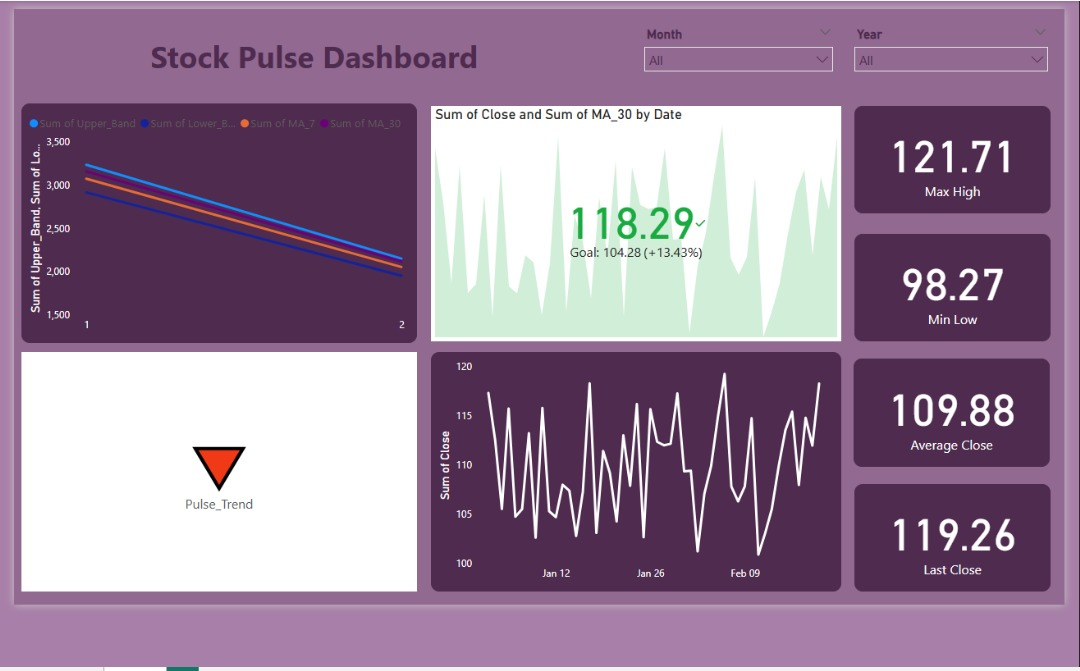 Stock Pulse Dashboard
Month
All
Year
All
Sum of Upper_Band Sum of Lower_B... Sum of MA_7 Sum of MA_30
Sum of Upper_Band, Sum of Lo...
3,500
3,000
2,500
2,000
1,500
1 2
Sum of Close and Sum of MA_30 by Date
118.29
Goal: 104.28 (+13.43%)
121.71
Max High
98.27
Min Low
Pulse_Trend
Sum of Close
120
115
110
105
100
Jan 12 Jan 26 Feb 09
109.88
Average Close
119.26
Last Close